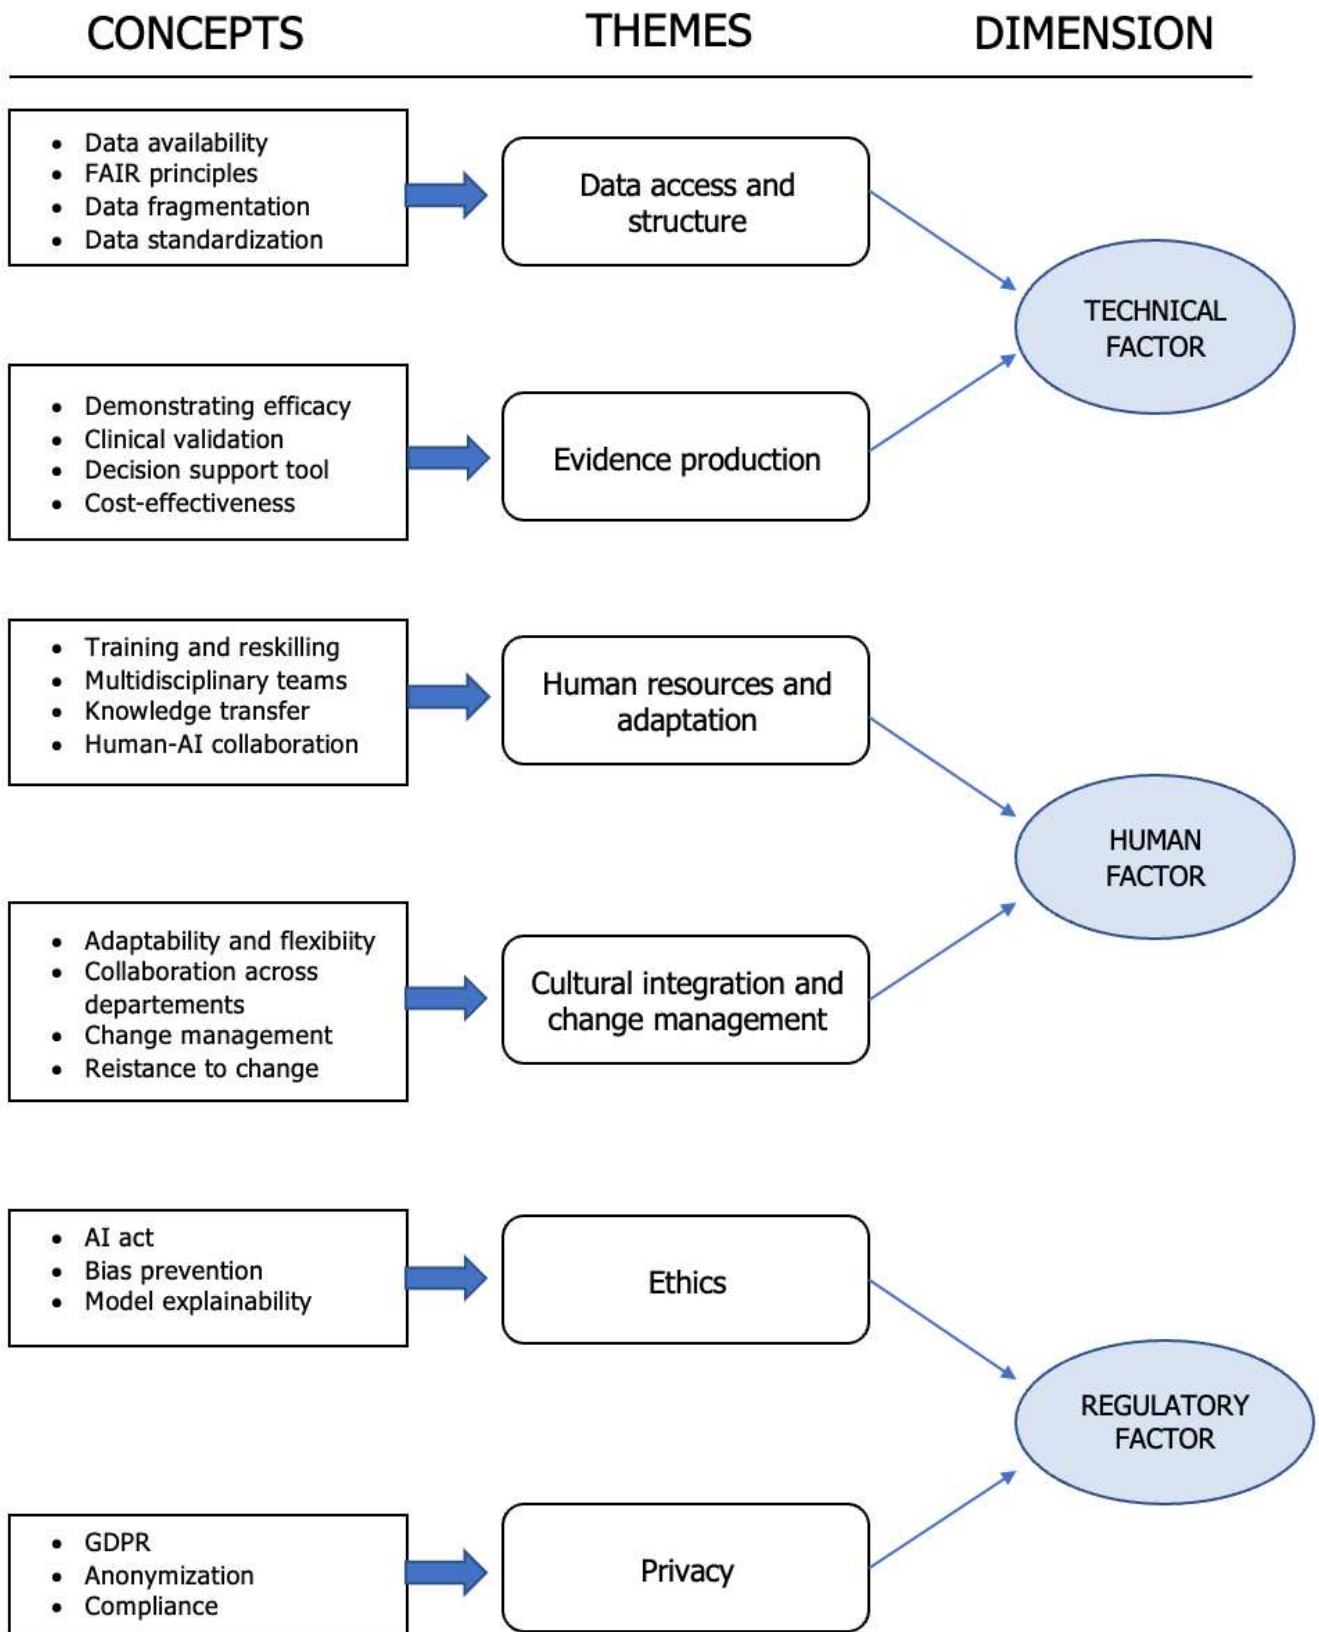 CONCEPTS THEMES DIMENSION
• Data availability
• FAIR principles
• Data fragmentation
• Data standardization
Data access and
structure
TECHNICAL
FACTOR
• Demonstrating efficacy
• Clinical validation
• Decision support tool
• Cost-effectiveness
Evidence production
• Training and reskilling
• Multidisciplinary teams
• Knowledge transfer
• Human-AI collaboration
Human resources and
adaptation
HUMAN
FACTOR
• Adaptability and flexibiity
• Collaboration across
departements
• Change management
• Reistance to change
Cultural integration and
change management
• AI act
• Bias prevention
• Model explainability
Ethics
REGULATORY
FACTOR
• GDPR
• Anonymization
• Compliance
Privacy